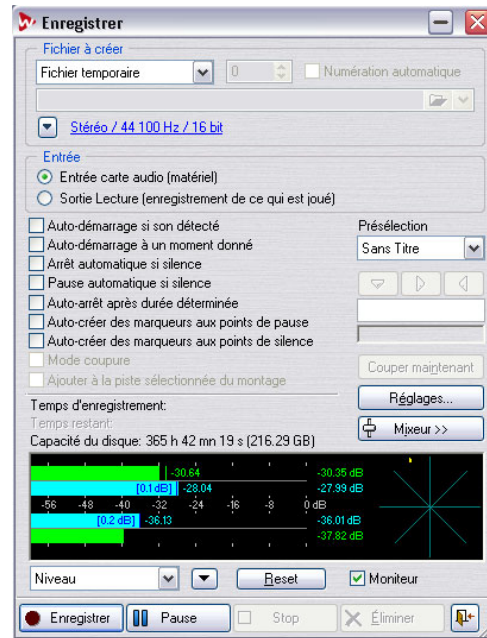 Enregistrer
Fichier à créer
Fichier temporaire 0 Numération automatique
Stéréo / 44 100 Hz / 16 bit
Entrée
Entrée carte audio (matériel)
Sortie Lecture (enregistrement de ce qui est joué)
Auto-démarrage si son détecté
Auto-démarrage à un moment donné
Arrêt automatique si silence
Pause automatique si silence
Auto-arrêt après durée déterminée
Auto-créer des marqueurs aux points de pause
Auto-créer des marqueurs aux points de silence
Mode coupure
Ajouter à la piste sélectionnée du montage
Présélection
Sans Titre
Couper maintenant
Réglages...
Mixeur >>
Temps d'enregistrement:
Temps restant:
Capacité du disque: 365 h 42 mn 19 s (216.29 GB)
-30.64 -30.35 dB
[0.1 dB] -28.04 -27.99 dB
-56 -48 -40 -32 -24 -16 -8 0 dB
[0.2 dB] -36.13 -36.01 dB
-37.82 dB
Niveau Reset Moniteur
Enregistrer Pause Stop Éliminer